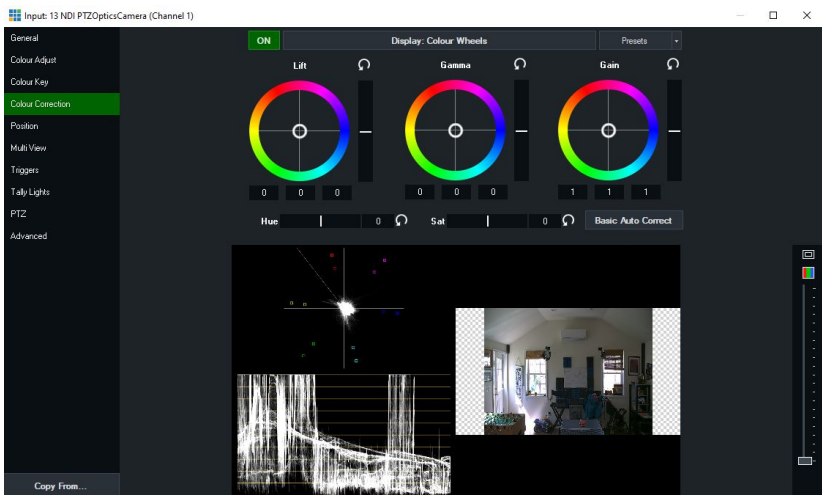 Input: 13 NDI PTZOpticsCamera (Channel 1)
General
Colour Adjust
Colour Key
Colour Correction
Position
Multi View
Triggers
Tally Lights
PTZ
Advanced
Copy From...
ON
Display: Colour Wheels
Presets
Lift
Gamma
Gain
0 0 0
0 0 0
1 1 1
Hue 0
Sat 0
Basic Auto Correct